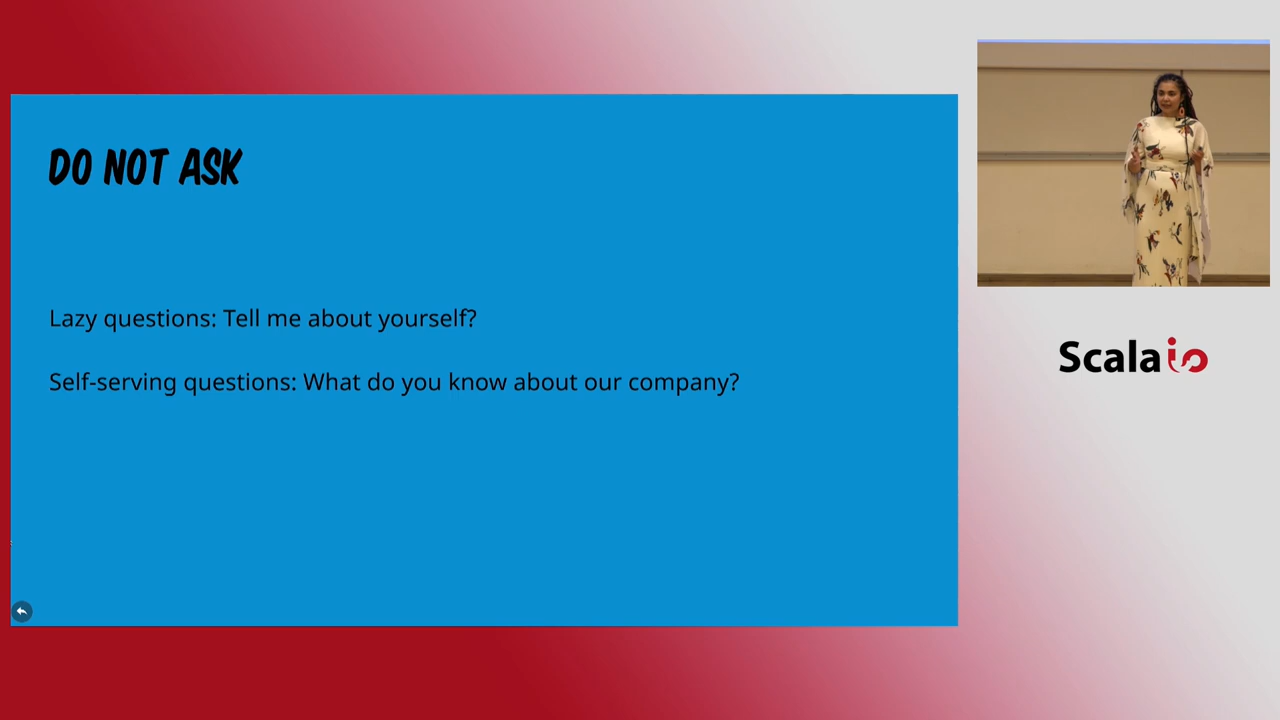 DO NOT ASK
Lazy questions: Tell me about yourself?
Self-serving questions: What do you know about our company?
Scala io